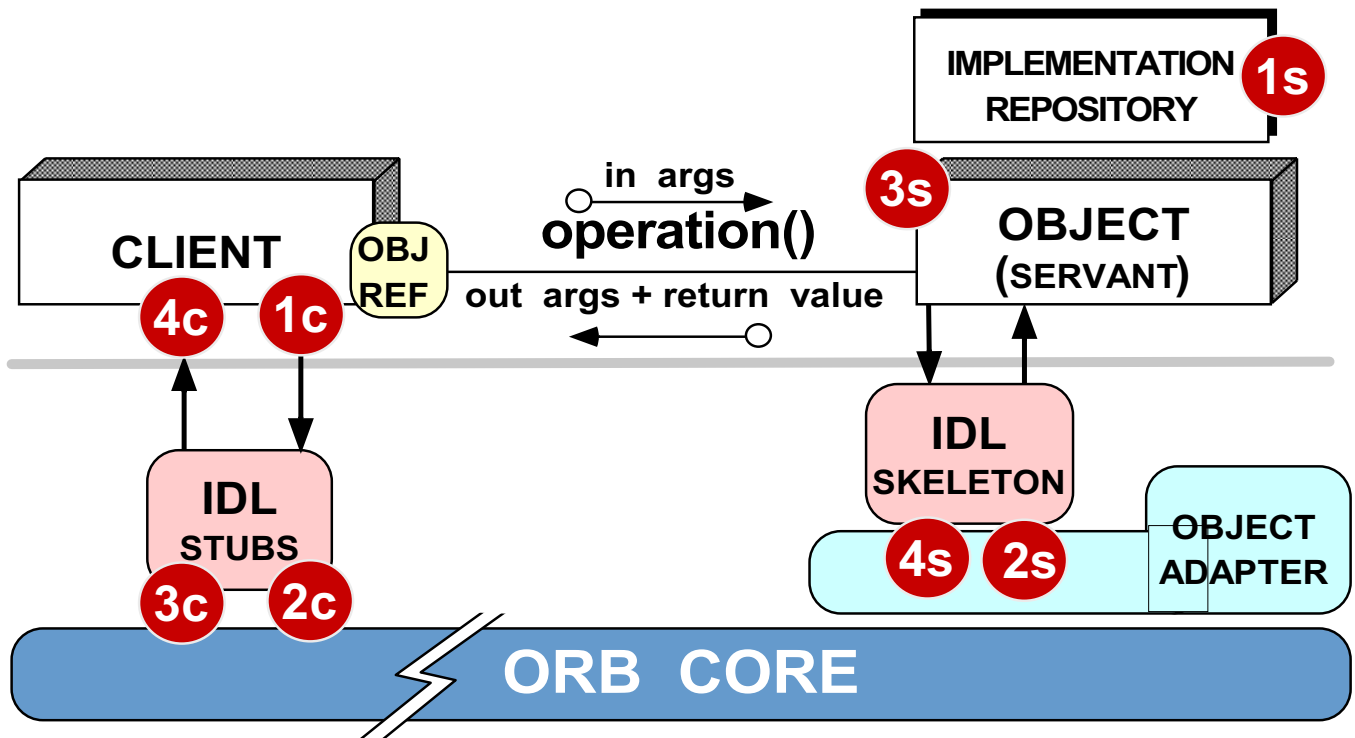 IMPLEMENTATION
REPOSITORY
1s
3s
in args
operation()
out args + return value
CLIENT
OBJ
REF
OBJECT
(SERVANT)
4c
1c
IDL
STUBS
3c
2c
IDL
SKELETON
4s
2s
OBJECT
ADAPTER
ORB CORE